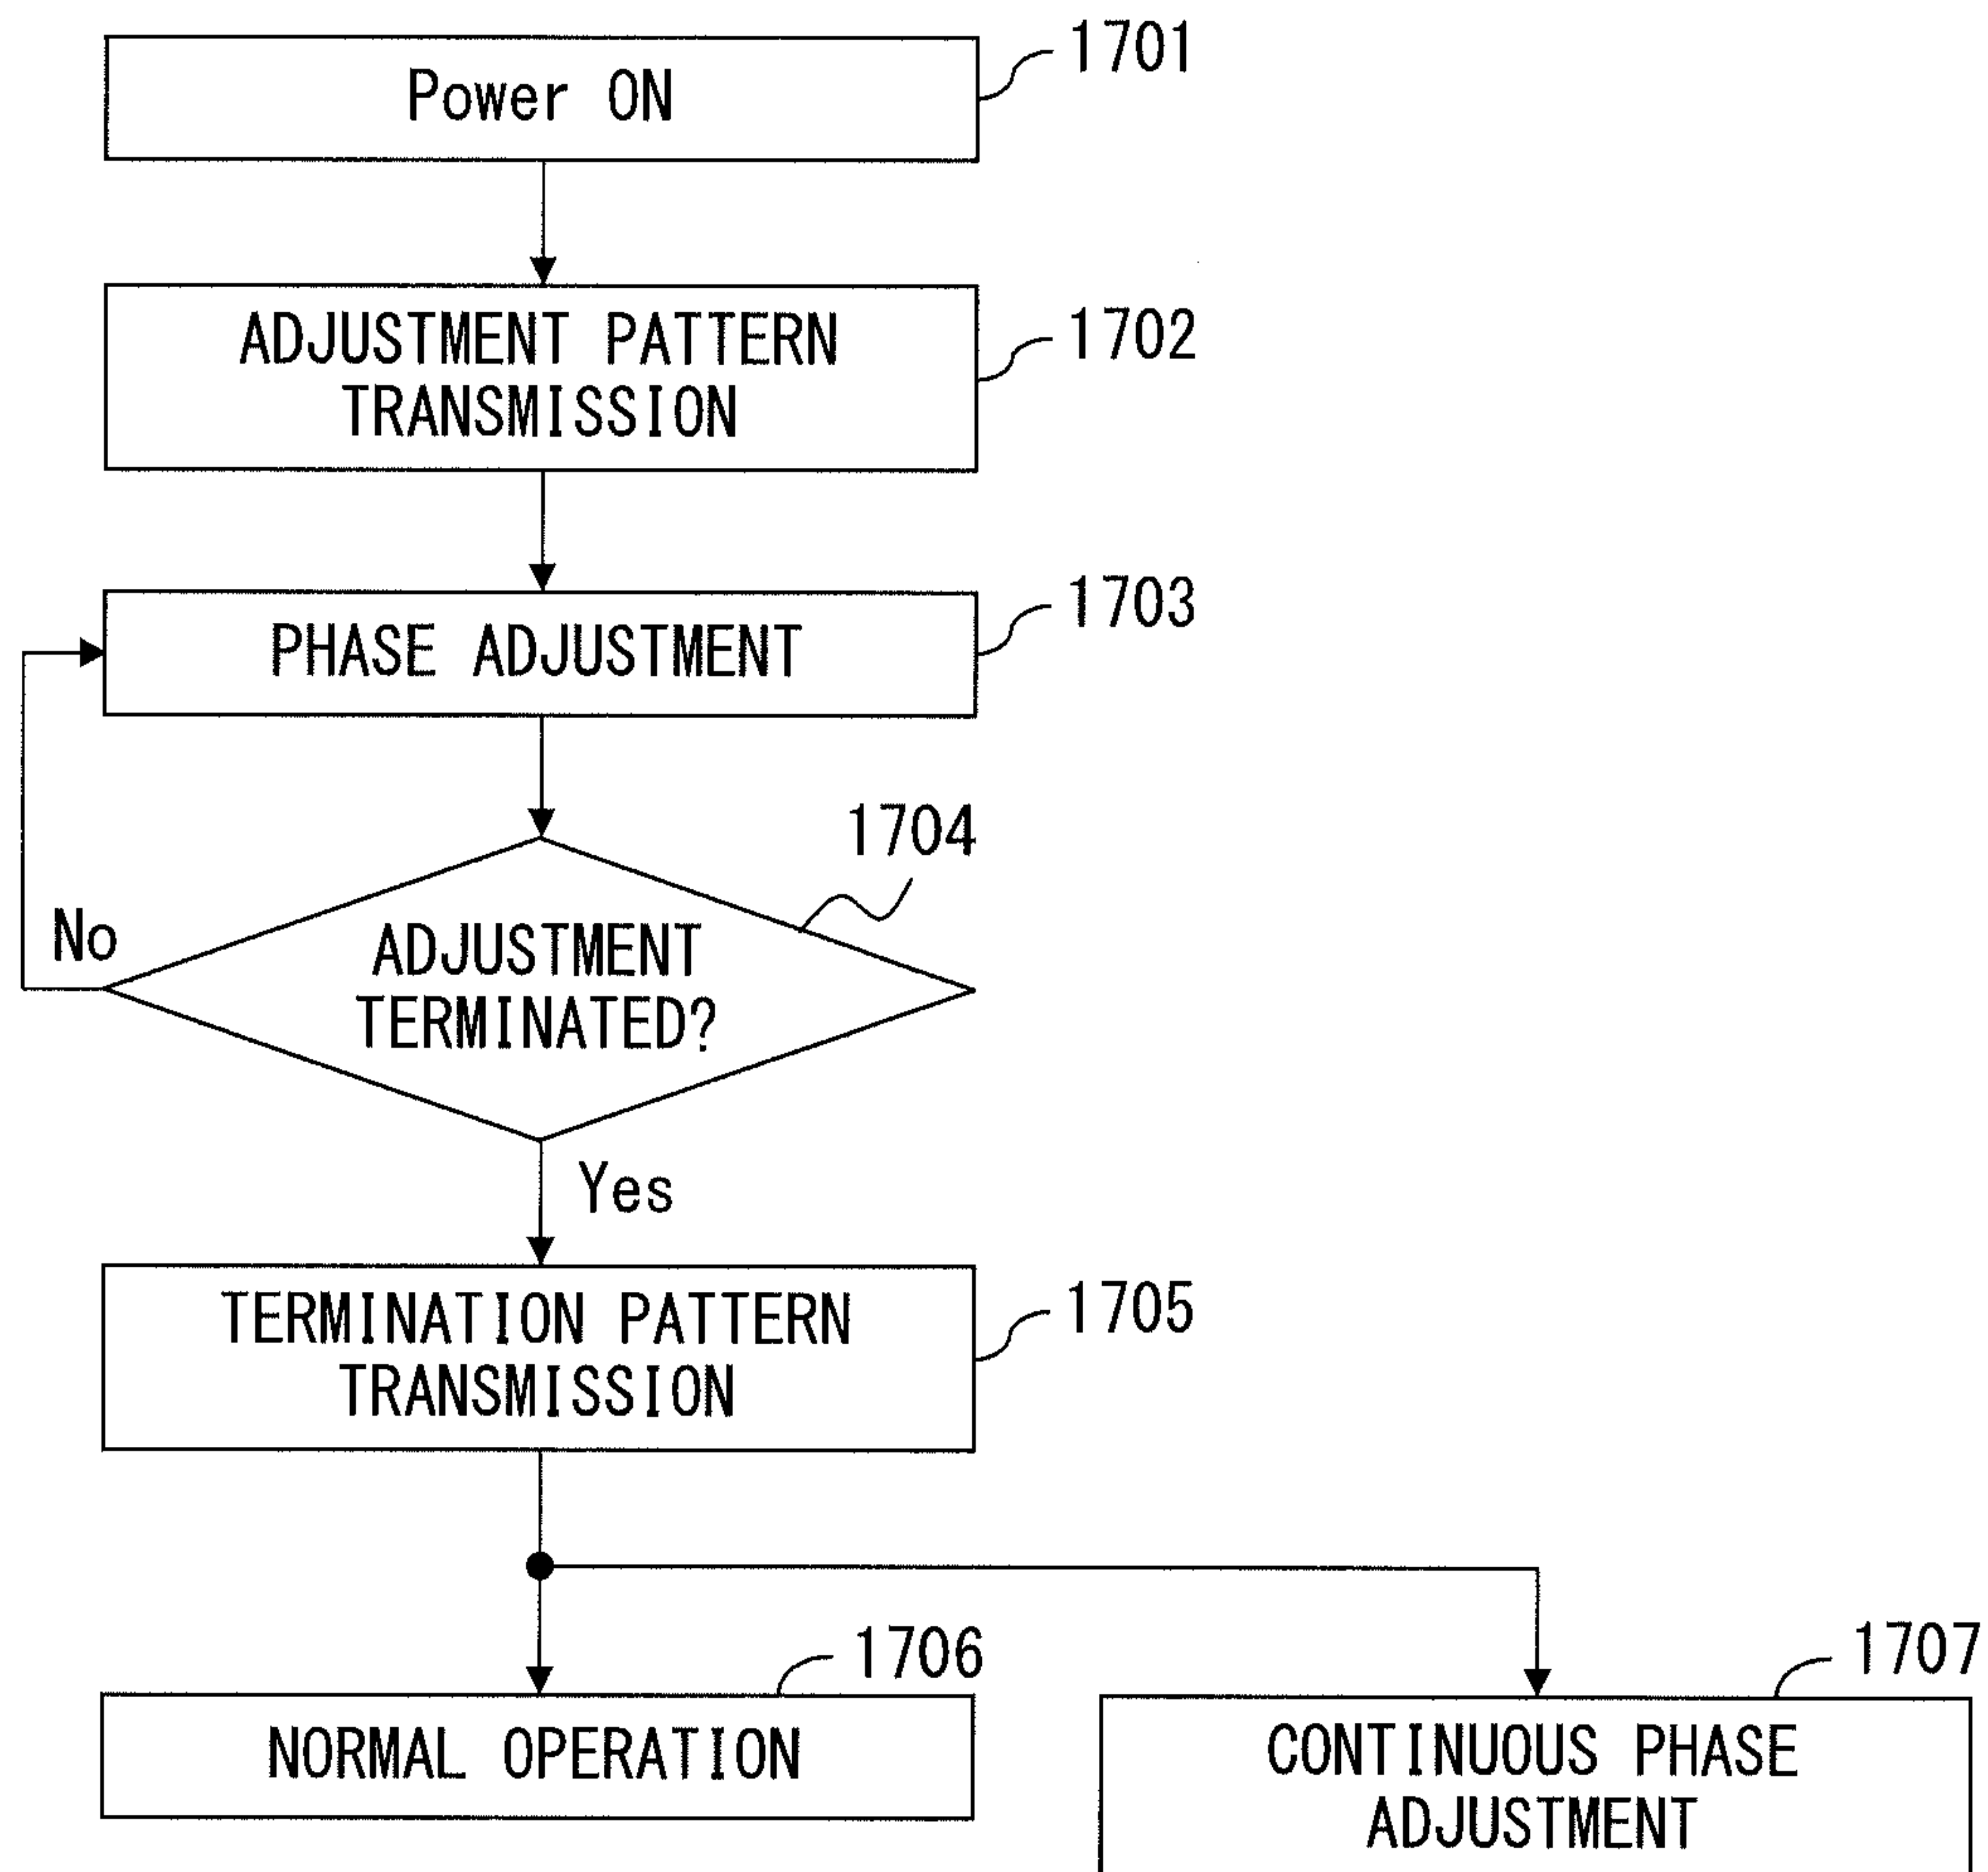 Power ON
1701
ADJUSTMENT PATTERN
TRANSMISSION
1702
PHASE ADJUSTMENT
1703
1704
ADJUSTMENT
TERMINATED?
No
Yes
TERMINATION PATTERN
TRANSMISSION
1705
1706
NORMAL OPERATION
1707
CONTINUOUS PHASE
ADJUSTMENT